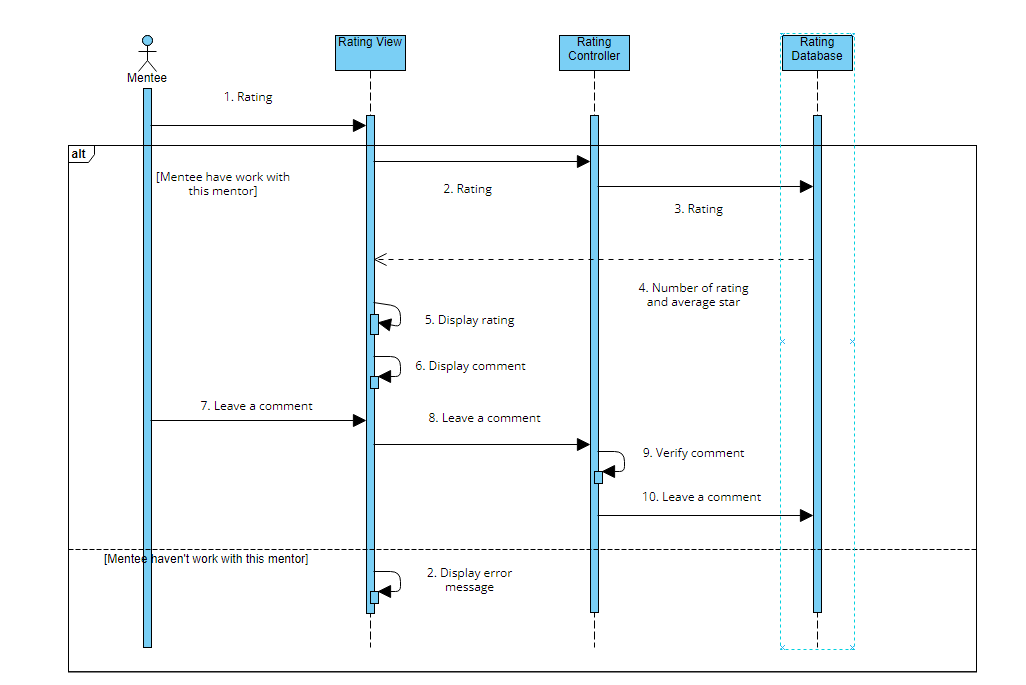 Mentee
Rating View
Rating
Controller
Rating
Database
1. Rating
alt
[Mentee have work with
this mentor]
2. Rating
3. Rating
4. Number of rating
and average star
5. Display rating
6. Display comment
7. Leave a comment
8. Leave a comment
9. Verify comment
10. Leave a comment
[Mentee haven't work with this mentor]
2. Display error
message